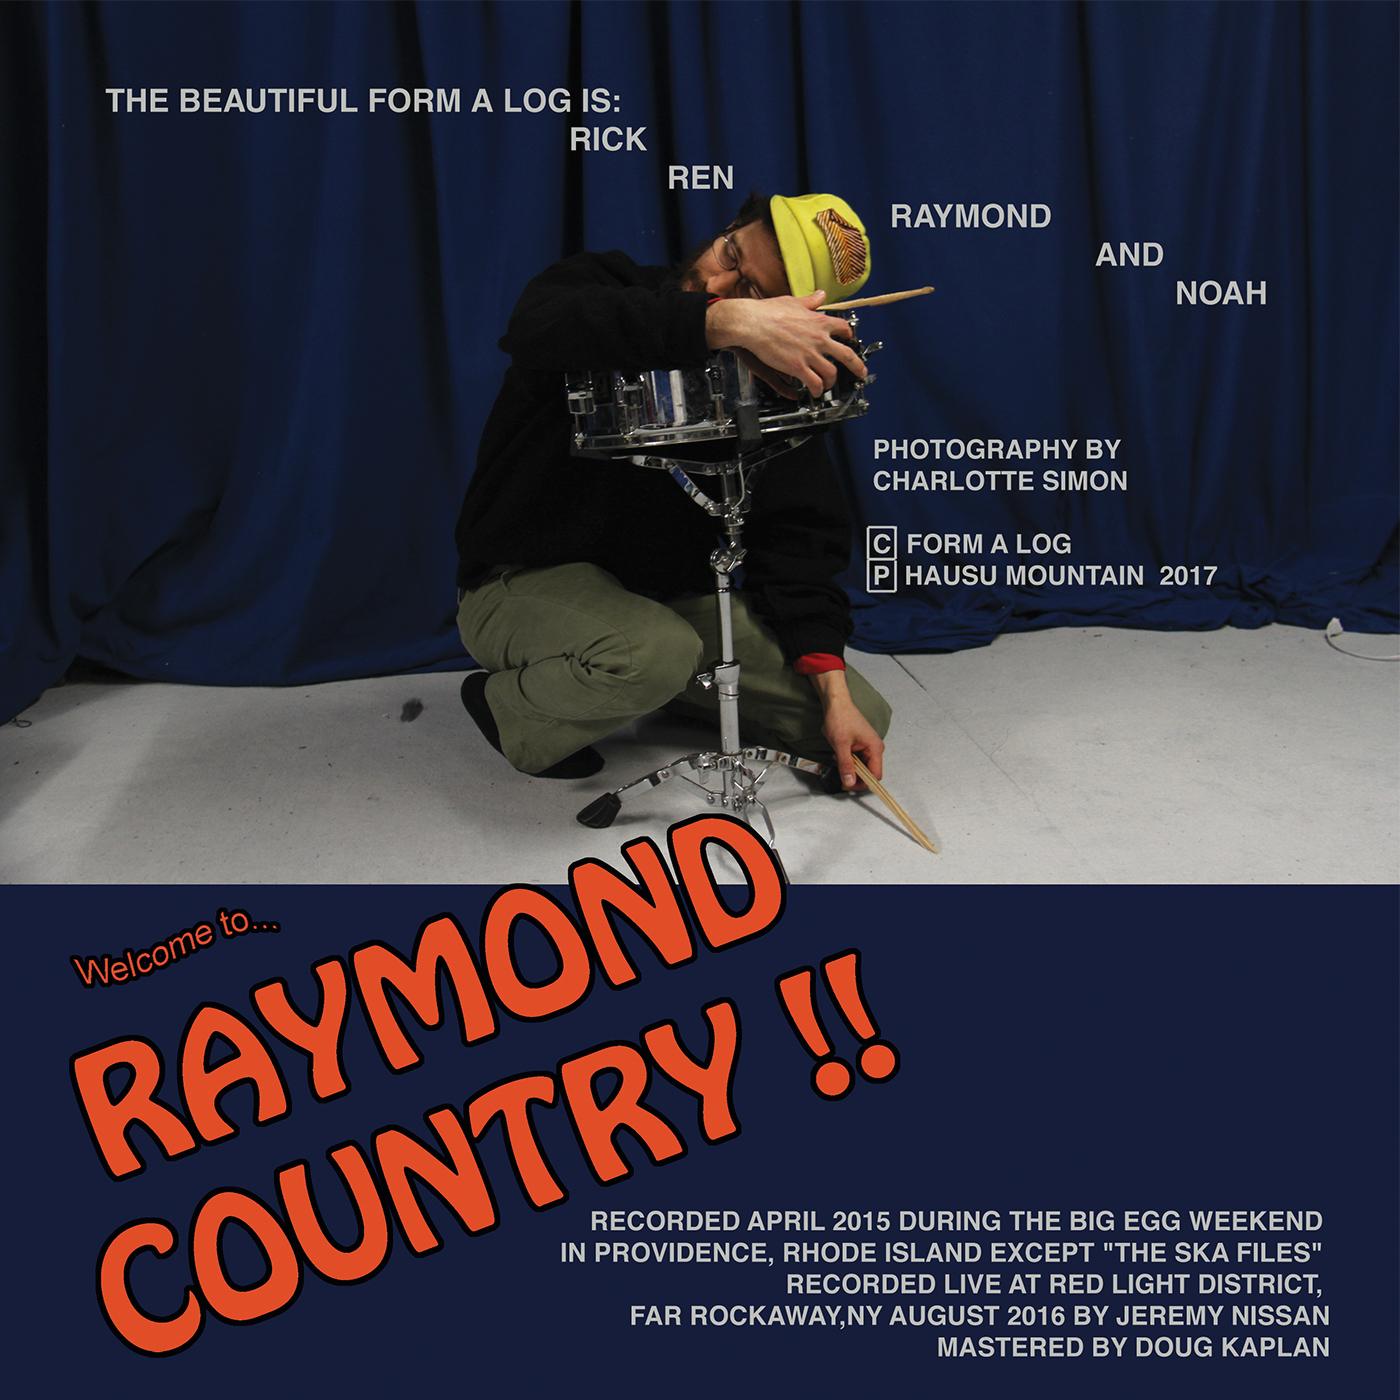 THE BEAUTIFUL FORM A LOG IS:
RICK
REN
RAYMOND
AND
NOAH
PHOTOGRAPHY BY
CHARLOTTE SIMON
C FORM A LOG
P HAUSU MOUNTAIN 2017
Welcome to...
RAYMOND
COUNTRY !!
RECORDED APRIL 2015 DURING THE BIG EGG WEEKEND
IN PROVIDENCE, RHODE ISLAND EXCEPT "THE SKA FILES"
RECORDED LIVE AT RED LIGHT DISTRICT,
FAR ROCKAWAY,NY AUGUST 2016 BY JEREMY NISSAN
MASTERED BY DOUG KAPLAN